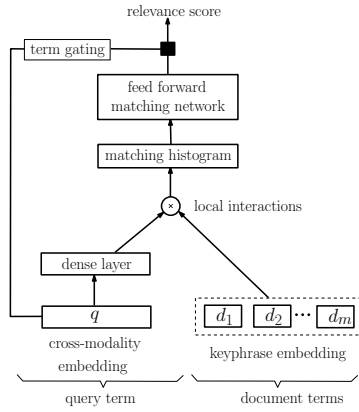 relevance score
term gating
feed forward
matching network
matching histogram
×
local interactions
dense layer
q
d1
d2
...
dm
cross-modality
embedding
keyphrase embedding
query term
document terms